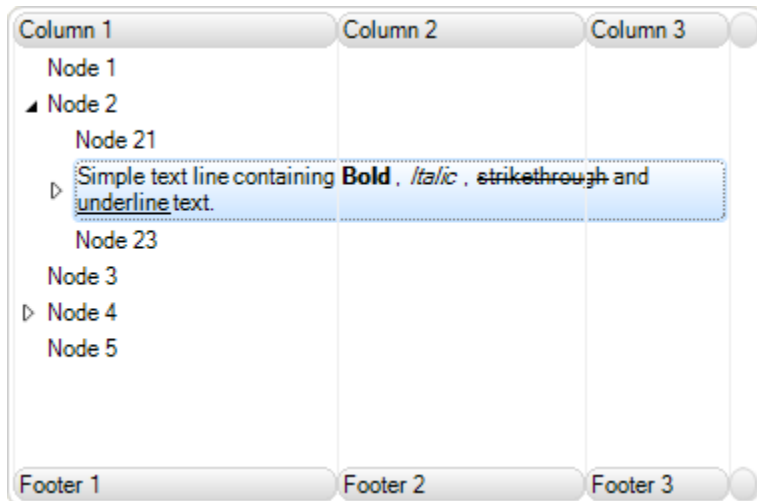 Column 1 Column 2 Column 3
Node 1
Node 2
Node 21
Simple text line containing Bold , Italic , strikethrough and
underline text.
Node 23
Node 3
Node 4
Node 5
Footer 1 Footer 2 Footer 3